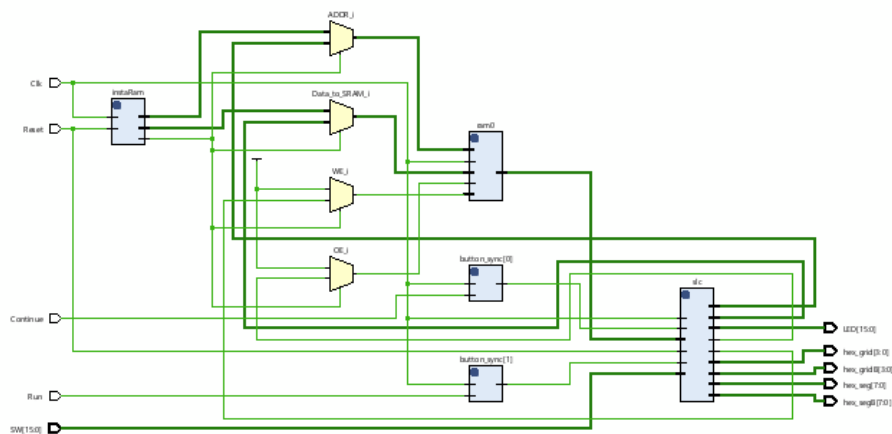 ADDR_i
Clk
instaRam
Data_to_SRAM_i
Reset
ram0
WE_i
OE_i
button_sync[0]
slc
Continue
LED[15:0]
hex_grid[3:0]
button_sync[1]
hex_gridB[3:0]
hex_seg[7:0]
Run
hex_segB[7:0]
SW[15:0]